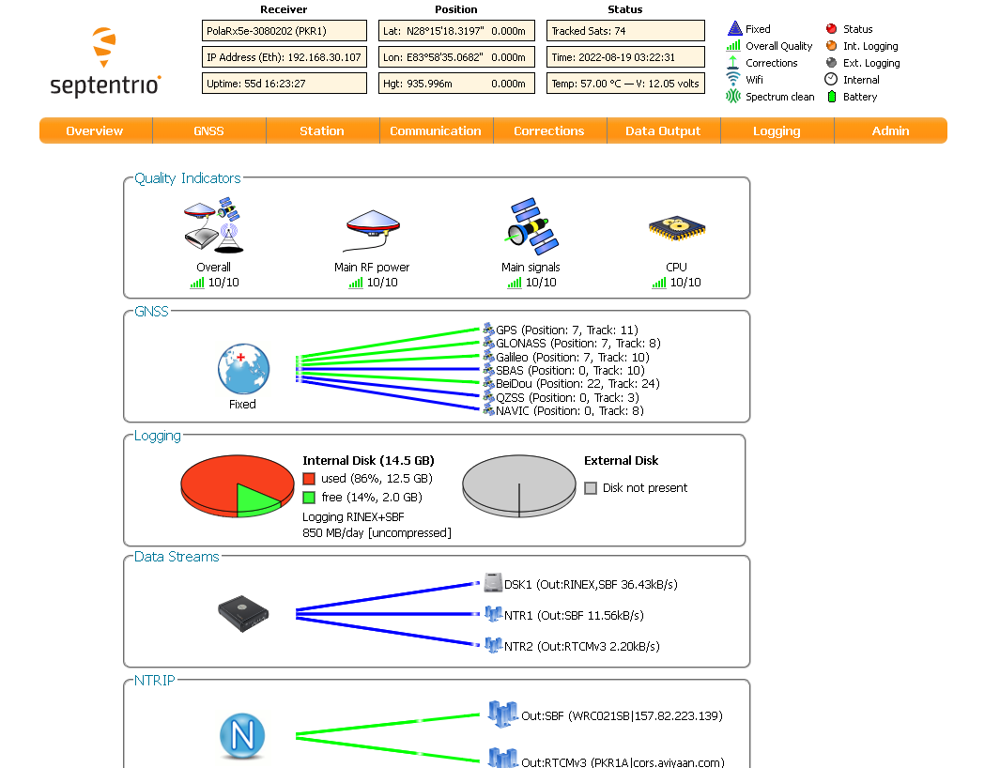 Receiver
Position
Status
PolaRx5e-3080202 (PKR1)
Lat: N28°15'18.3197" 0.000m
Tracked Sats: 74
IP Address (Eth): 192.168.30.107
Lon: E83°58'35.0682" 0.000m
Time: 2022-08-19 03:22:31
Uptime: 55d 16:23:27
Hgt: 935.996m 0.000m
Temp: 57.00 °C — V: 12.05 volts
Fixed
Status
Overall Quality
Int. Logging
Corrections
Ext. Logging
Wifi
Internal
Spectrum clean
Battery
septentrio
Overview
GNSS
Station
Communication
Corrections
Data Output
Logging
Admin
Quality Indicators
Overall
10/10
Main RF power
10/10
Main signals
10/10
CPU
10/10
GNSS
Fixed
GPS (Position: 7, Track: 11)
GLONASS (Position: 7, Track: 8)
Galileo (Position: 7, Track: 10)
SBAS (Position: 0, Track: 10)
BeiDou (Position: 22, Track: 24)
QZSS (Position: 0, Track: 3)
NAVIC (Position: 0, Track: 8)
Logging
Internal Disk (14.5 GB)
used (86%, 12.5 GB)
free (14%, 2.0 GB)
Logging RINEX+SBF
850 MB/day [uncompressed]
External Disk
Disk not present
Data Streams
DSK1 (Out:RINEX,SBF 36.43kB/s)
NTR1 (Out:SBF 11.56kB/s)
NTR2 (Out:RTCMv3 2.20kB/s)
NTRIP
N
Out:SBF (WRC021SB|157.82.223.139)
Out:RTCMv3 (PKR1A|cors.aviyaan.com)